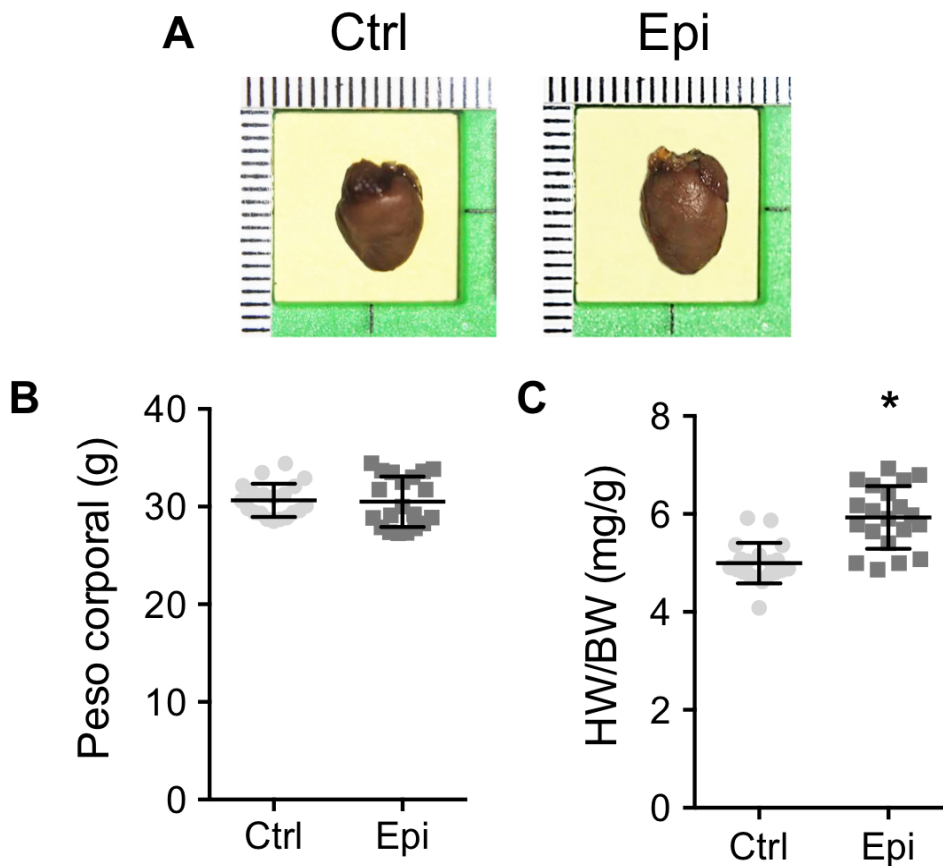 A
Ctrl
Epi
B
Peso corporal (g)
40
30
20
10
0
Ctrl
Epi
C
HW/BW (mg/g)
8
6
4
2
0
*
Ctrl
Epi